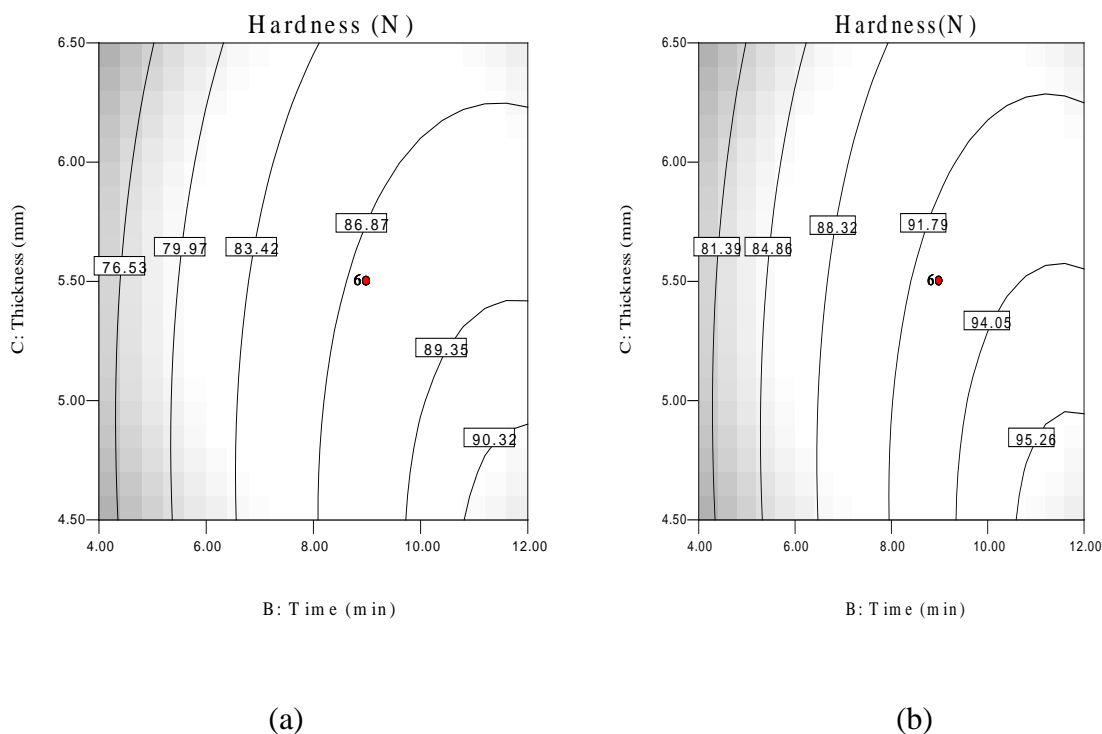 Hardness (N)
6.50
6.00
5.50
5.00
4.50
C: Thickness (mm)
76.53
79.97
83.42
86.87
6
89.35
90.32
4.00 6.00 8.00 10.00 12.00
B: Time (min)
(a)
Hardness(N)
6.50
6.00
5.50
5.00
4.50
C: Thickness (mm)
81.39
84.86
88.32
91.79
6
94.05
95.26
4.00 6.00 8.00 10.00 12.00
B: Time (min)
(b)